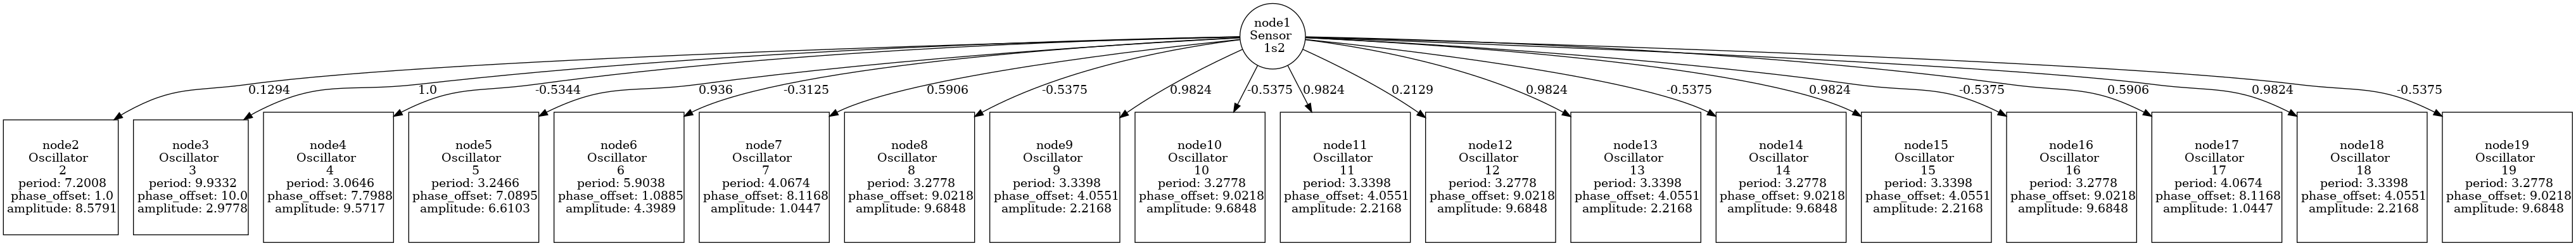 node1
Sensor
1s2
0.1294
1.0
-0.5344
0.936
-0.3125
0.5906
-0.5375
0.9824
-0.5375
0.9824
0.2129
0.9824
-0.5375
0.9824
-0.5375
0.5906
0.9824
-0.5375
node2
Oscillator
2
period: 7.2008
phase_offset: 1.0
amplitude: 8.5791
node3
Oscillator
3
period: 9.9332
phase_offset: 10.0
amplitude: 2.9778
node4
Oscillator
4
period: 3.0646
phase_offset: 7.7988
amplitude: 9.5717
node5
Oscillator
5
period: 3.2466
phase_offset: 7.0895
amplitude: 6.6103
node6
Oscillator
6
period: 5.9038
phase_offset: 1.0885
amplitude: 4.3989
node7
Oscillator
7
period: 4.0674
phase_offset: 8.1168
amplitude: 1.0447
node8
Oscillator
8
period: 3.2778
phase_offset: 9.0218
amplitude: 9.6848
node9
Oscillator
9
period: 3.3398
phase_offset: 4.0551
amplitude: 2.2168
node10
Oscillator
10
period: 3.2778
phase_offset: 9.0218
amplitude: 9.6848
node11
Oscillator
11
period: 3.3398
phase_offset: 4.0551
amplitude: 2.2168
node12
Oscillator
12
period: 3.2778
phase_offset: 9.0218
amplitude: 9.6848
node13
Oscillator
13
period: 3.3398
phase_offset: 4.0551
amplitude: 2.2168
node14
Oscillator
14
period: 3.2778
phase_offset: 9.0218
amplitude: 9.6848
node15
Oscillator
15
period: 3.3398
phase_offset: 4.0551
amplitude: 2.2168
node16
Oscillator
16
period: 3.2778
phase_offset: 9.0218
amplitude: 9.6848
node17
Oscillator
17
period: 4.0674
phase_offset: 8.1168
amplitude: 1.0447
node18
Oscillator
18
period: 3.3398
phase_offset: 4.0551
amplitude: 2.2168
node19
Oscillator
19
period: 3.2778
phase_offset: 9.0218
amplitude: 9.6848